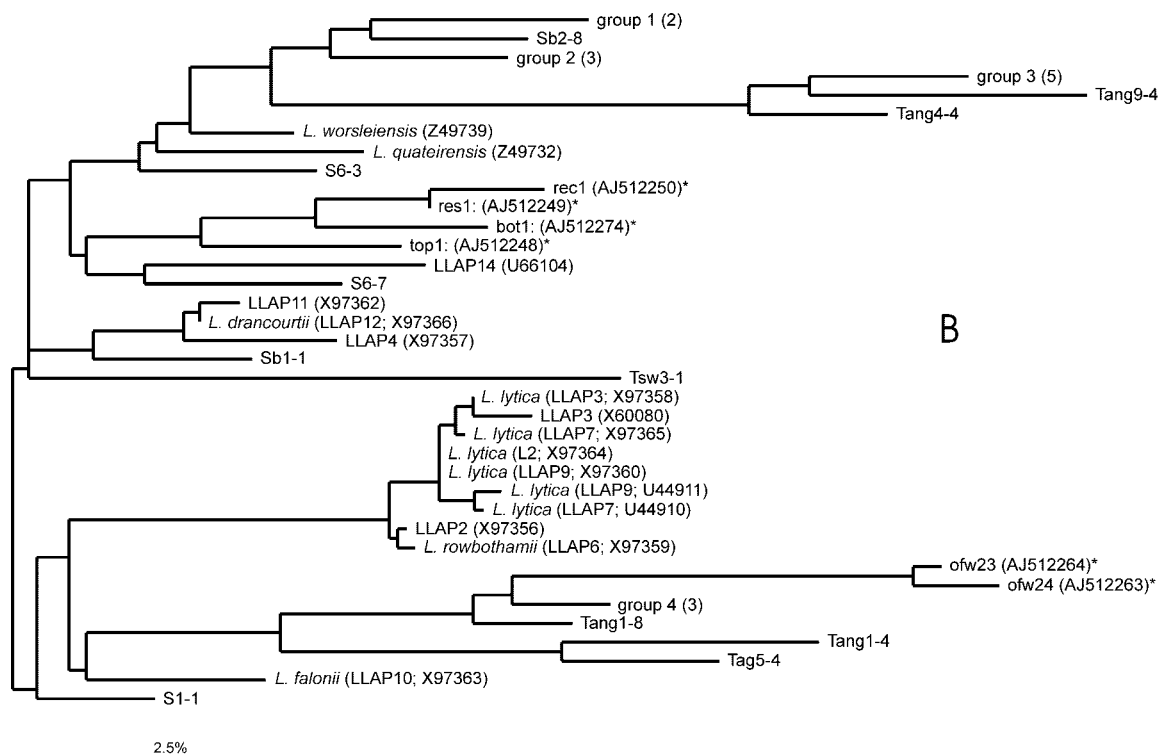 group 1 (2)
Sb2-8
group 2 (3)
group 3 (5)
Tang9-4
Tang4-4
L. worsleiensis (Z49739)
L. quateirensis (Z49732)
S6-3
rec1 (AJ512250)*
res1: (AJ512249)*
bot1: (AJ512274)*
top1: (AJ512248)*
LLAP14 (U66104)
S6-7
LLAP11 (X97362)
L. drancourtii (LLAP12; X97366)
B
LLAP4 (X97357)
Sb1-1
Tsw3-1
L. lytica (LLAP3; X97358)
LLAP3 (X60080)
L. lytica (LLAP7; X97365)
L. lytica (L2; X97364)
L. lytica (LLAP9; X97360)
L. lytica (LLAP9; U44911)
L. lytica (LLAP7; U44910)
LLAP2 (X97356)
L. rowbothamii (LLAP6; X97359)
ofw23 (AJ512264)*
ofw24 (AJ512263)*
group 4 (3)
Tang1-8
Tang1-4
Tag5-4
L. falonii (LLAP10; X97363)
S1-1
2.5%